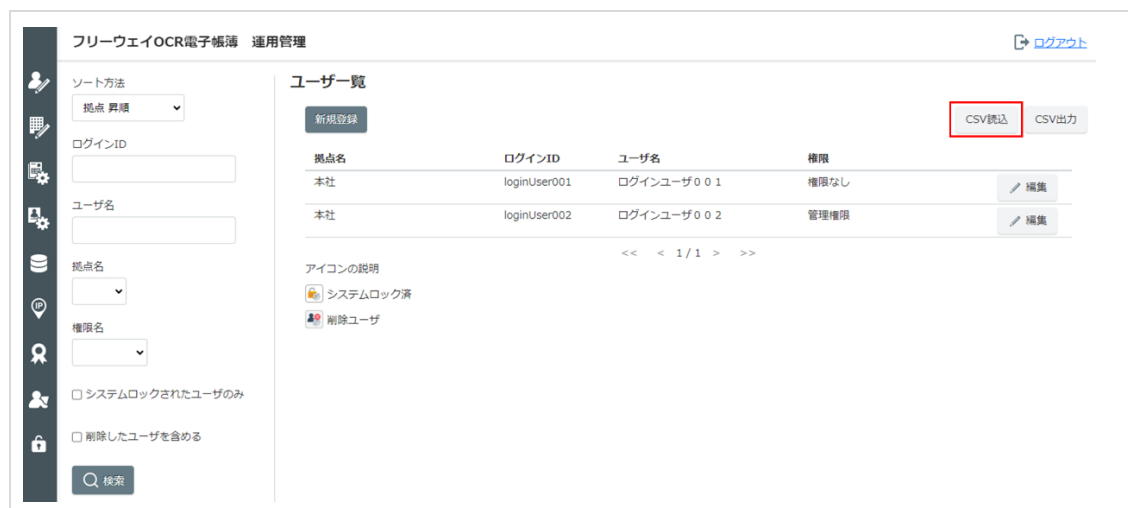 フリーウェイOCR電子帳簿　運用管理
ログアウト
ソート方法
拠点 昇順
ログインID
ユーザ名
拠点名
権限名
システムロックされたユーザのみ
削除したユーザを含める
検索
ユーザ一覧
新規登録
CSV読込
CSV出力
拠点名 ログインID ユーザ名 権限
本社 loginUser001 ログインユーザ００１ 権限なし 編集
本社 loginUser002 ログインユーザ００２ 管理権限 編集
<< < 1 / 1 > >>
アイコンの説明
システムロック済
削除ユーザ
IP